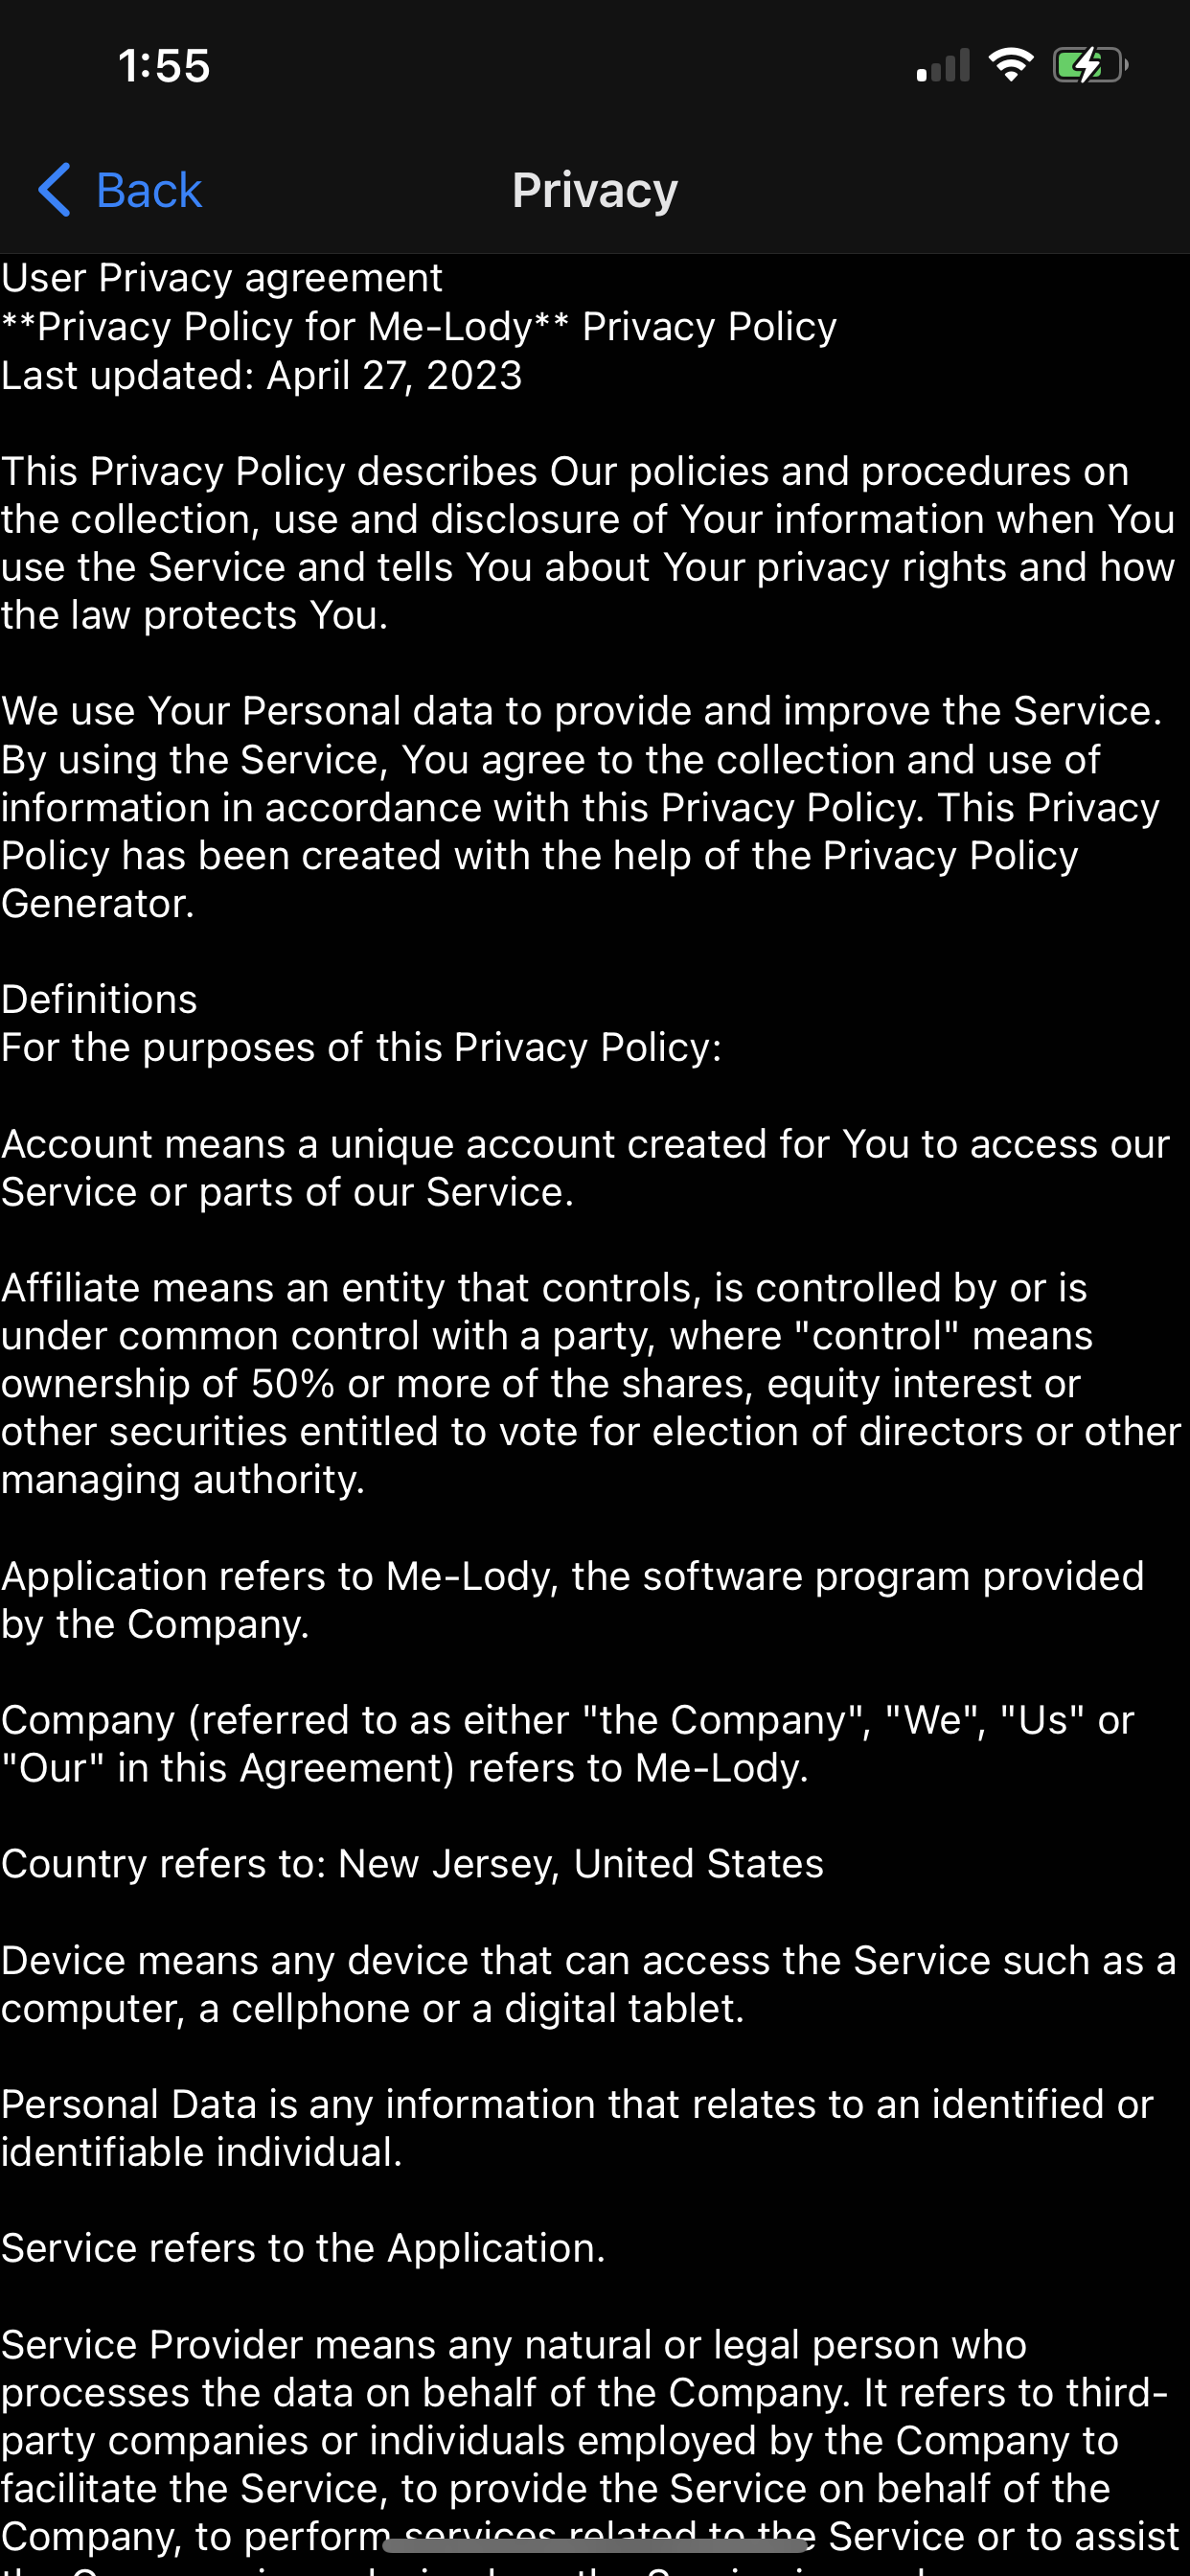 1:55
Back
Privacy
User Privacy agreement
**Privacy Policy for Me-Lody** Privacy Policy
Last updated: April 27, 2023
This Privacy Policy describes Our policies and procedures on
the collection, use and disclosure of Your information when You
use the Service and tells You about Your privacy rights and how
the law protects You.
We use Your Personal data to provide and improve the Service.
By using the Service, You agree to the collection and use of
information in accordance with this Privacy Policy. This Privacy
Policy has been created with the help of the Privacy Policy
Generator.
Definitions
For the purposes of this Privacy Policy:
Account means a unique account created for You to access our
Service or parts of our Service.
Affiliate means an entity that controls, is controlled by or is
under common control with a party, where "control" means
ownership of 50% or more of the shares, equity interest or
other securities entitled to vote for election of directors or other
managing authority.
Application refers to Me-Lody, the software program provided
by the Company.
Company (referred to as either "the Company", "We", "Us" or
"Our" in this Agreement) refers to Me-Lody.
Country refers to: New Jersey, United States
Device means any device that can access the Service such as a
computer, a cellphone or a digital tablet.
Personal Data is any information that relates to an identified or
identifiable individual.
Service refers to the Application.
Service Provider means any natural or legal person who
processes the data on behalf of the Company. It refers to third-
party companies or individuals employed by the Company to
facilitate the Service, to provide the Service on behalf of the
Company, to perform services related to the Service or to assist